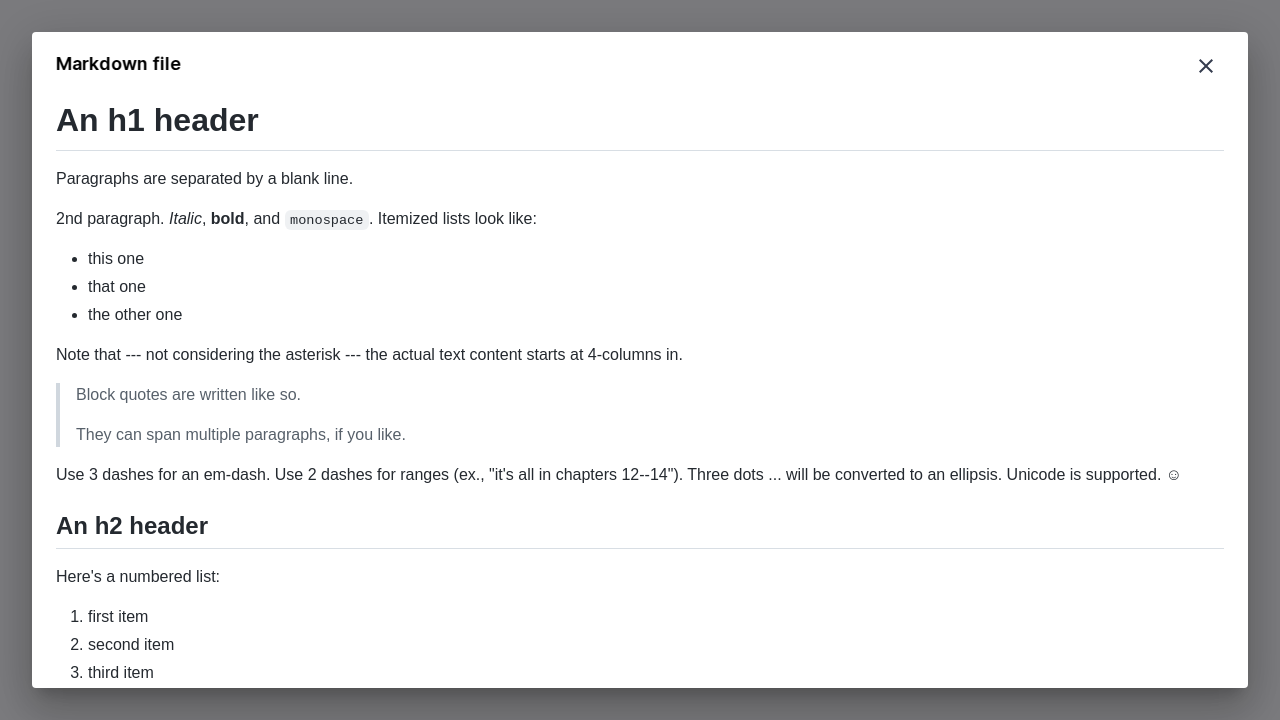 Markdown file
An h1 header
Paragraphs are separated by a blank line.
2nd paragraph. Italic, bold, and monospace. Itemized lists look like:
• this one
• that one
• the other one
Note that --- not considering the asterisk --- the actual text content starts at 4-columns in.
Block quotes are written like so.
They can span multiple paragraphs, if you like.
Use 3 dashes for an em-dash. Use 2 dashes for ranges (ex., "it's all in chapters 12--14"). Three dots ... will be converted to an ellipsis. Unicode is supported. ☺
An h2 header
Here's a numbered list:
1. first item
2. second item
3. third item